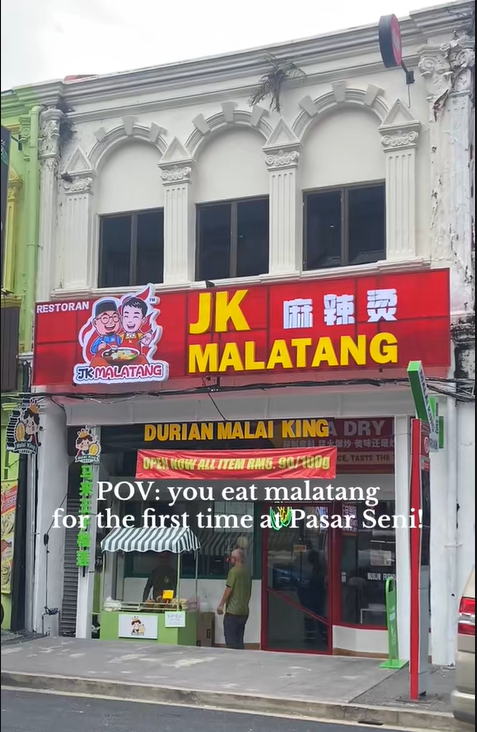 RESTORAN
JK 麻辣烫
MALATANG
JK MALATANG
DURIAN MALAI KING
A DRY
OPEN NOW ALL ITEM RM5.90/100g
POV: you eat malatang
for the first time at Pasar Seni!